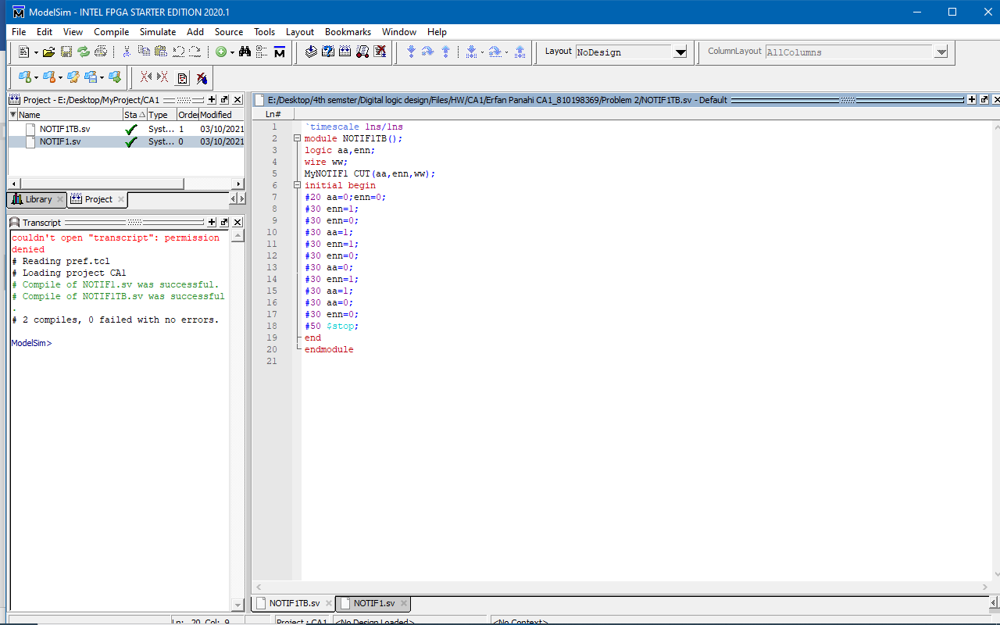 ModelSim - INTEL FPGA STARTER EDITION 2020.1
File Edit View Compile Simulate Add Source Tools Layout Bookmarks Window Help
Layout NoDesign
ColumnLayout AllColumns
Project - E:/Desktop/MyProject/CA1
Name Sta Type Order Modified
NOTIF1TB.sv Syst... 1 03/10/2021
NOTIF1.sv Syst... 0 03/10/2021
Library Project
Transcript
couldn't open "transcript": permission
denied
# Reading pref.tcl
# Loading project CA1
# Compile of NOTIF1.sv was successful.
# Compile of NOTIF1TB.sv was successful
.
# 2 compiles, 0 failed with no errors.
ModelSim>
E:/Desktop/4th semster/Digital logic design/Files/HW/CA1/Erfan Panahi CA1_810198369/Problem 2/NOTIF1TB.sv - Default
Ln#
1 `timescale 1ns/1ns
2 module NOTIF1TB();
3 logic aa,enn;
4 wire ww;
5 MyNOTIF1 CUT(aa,enn,ww);
6 initial begin
7 #20 aa=0;enn=0;
8 #30 enn=1;
9 #30 enn=0;
10 #30 aa=1;
11 #30 enn=1;
12 #30 enn=0;
13 #30 aa=0;
14 #30 enn=1;
15 #30 aa=1;
16 #30 aa=0;
17 #30 enn=0;
18 #50 $stop;
19 end
20 endmodule
21
NOTIF1TB.sv NOTIF1.sv
Ln: 20 Col: 9 Project : CA1 <No Design Loaded> <No Context>